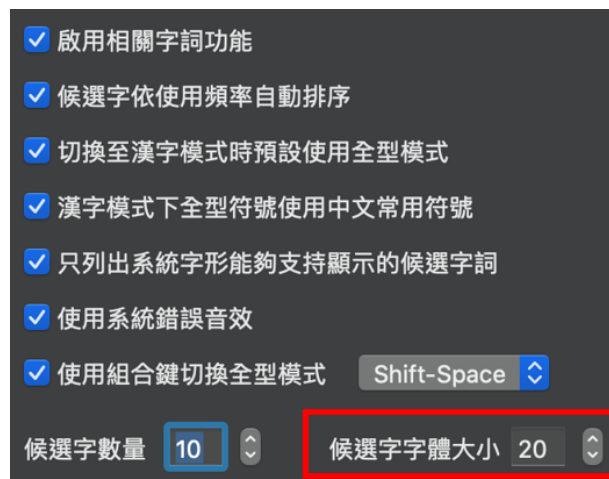 啟用相關字詞功能
候選字依使用頻率自動排序
切換至漢字模式時預設使用全型模式
漢字模式下全型符號使用中文常用符號
只列出系統字形能夠支持顯示的候選字詞
使用系統錯誤音效
使用組合鍵切換全型模式 Shift-Space
候選字數量 10 候選字字體大小 20